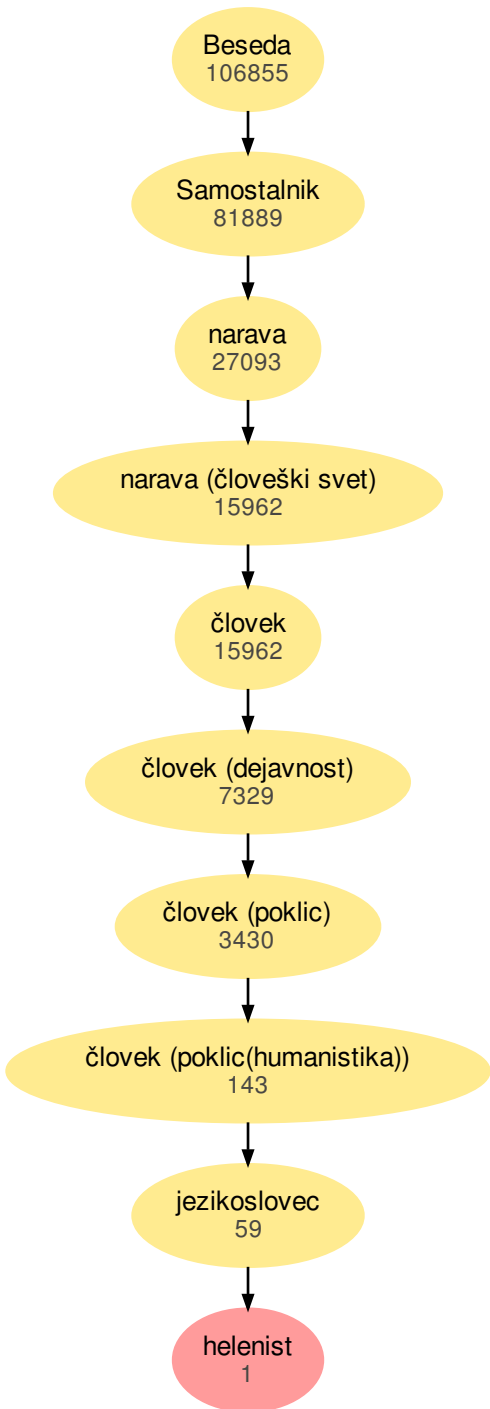 Beseda
106855
Samostalnik
81889
narava
27093
narava (človeški svet)
15962
človek
15962
človek (dejavnost)
7329
človek (poklic)
3430
človek (poklic(humanistika))
143
jezikoslovec
59
helenist
1